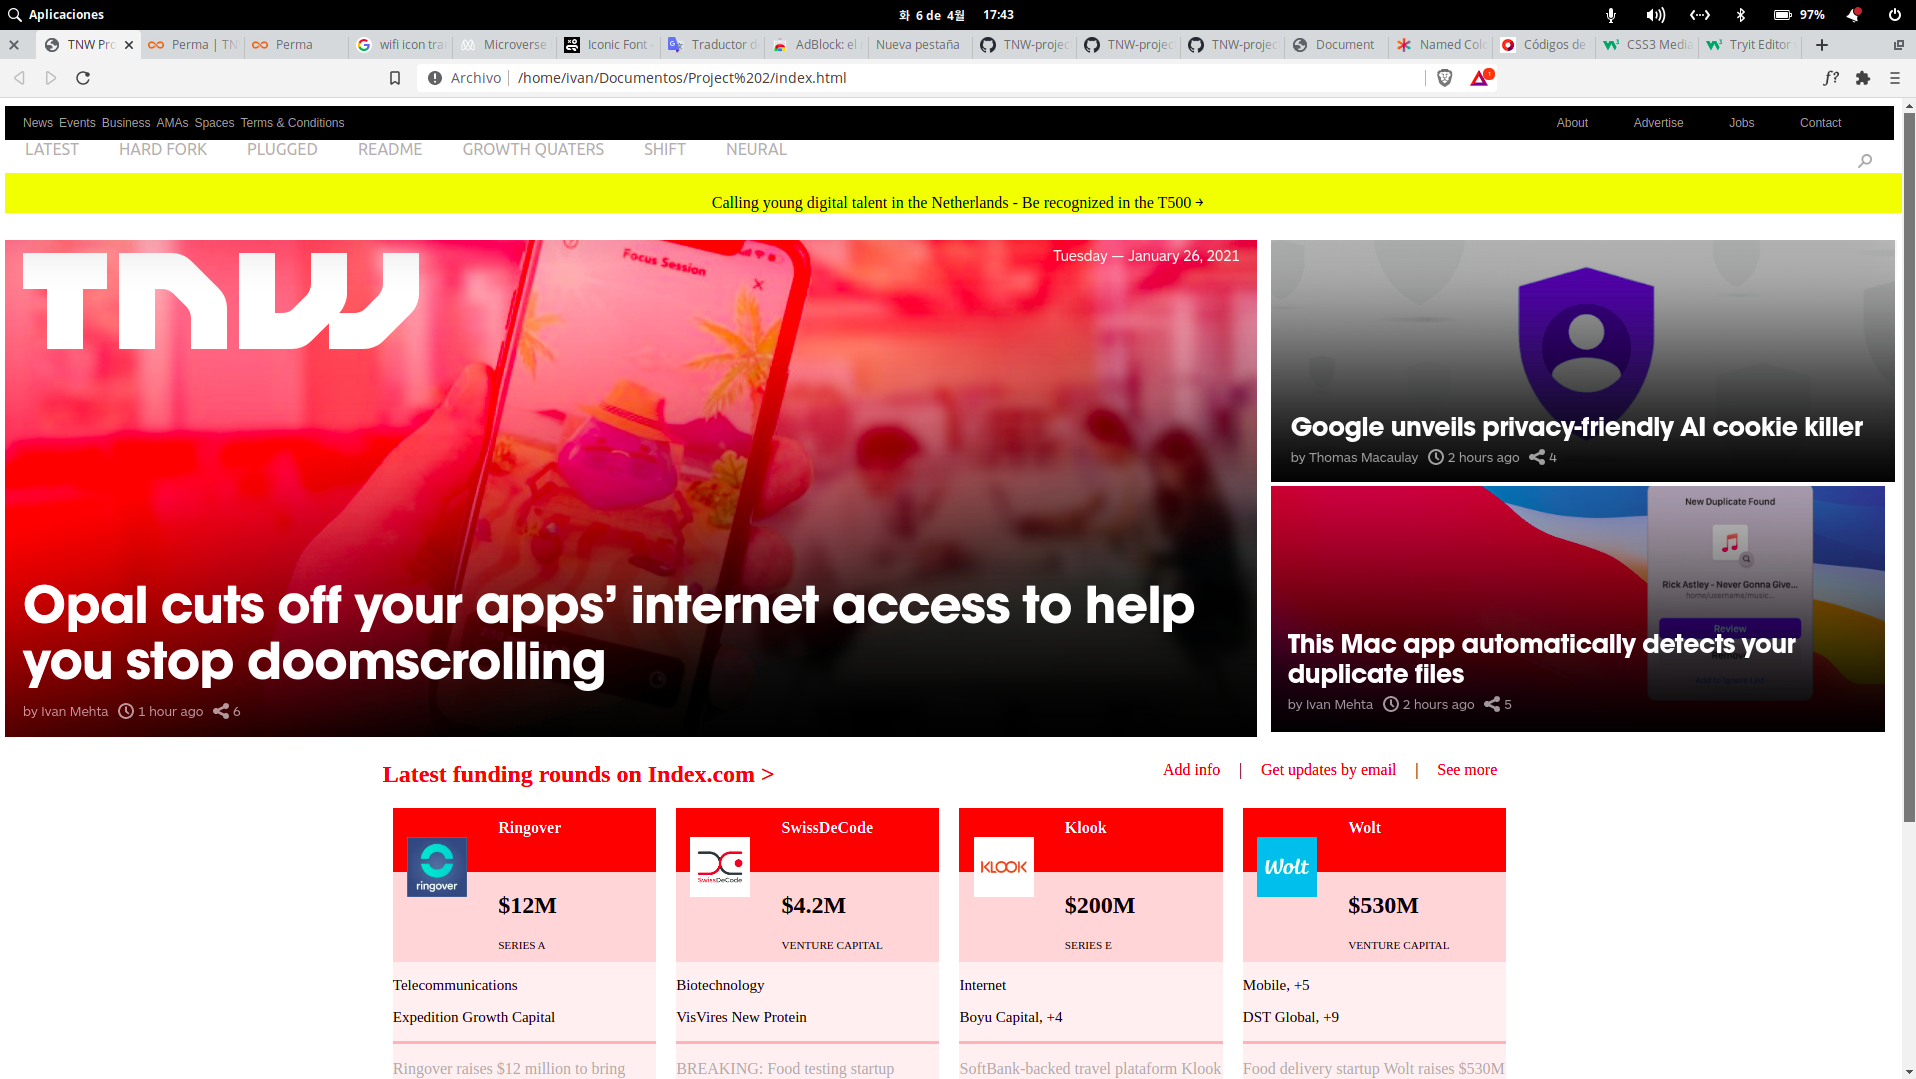 Aplicaciones
화 6 de 4월 17:43
97%
TNW Pro
Perma | TN
Perma
wifi icon tra
Microverse
Iconic Font -
Traductor d
AdBlock: el
Nueva pestaña
TNW-projec
TNW-projec
TNW-projec
Document
Named Colo
Códigos de
CSS3 Media
Tryit Editor
Archivo
/home/ivan/Documentos/Project%202/index.html
f?
News Events Business AMAs Spaces Terms & Conditions
About Advertise Jobs Contact
LATEST HARD FORK PLUGGED README GROWTH QUATERS SHIFT NEURAL
Calling young digital talent in the Netherlands - Be recognized in the T500 →
TNW
Focus Session
Tuesday — January 26, 2021
Opal cuts off your apps’ internet access to help
you stop doomscrolling
by Ivan Mehta 1 hour ago 6
Google unveils privacy-friendly AI cookie killer
by Thomas Macaulay 2 hours ago 4
New Duplicate Found
Rick Astley - Never Gonna Give...
home/username/music...
Review
This Mac app automatically detects your
duplicate files
by Ivan Mehta 2 hours ago 5
Latest funding rounds on Index.com >
Add info | Get updates by email | See more
Ringover
ringover
$12M
SERIES A
Telecommunications
Expedition Growth Capital
Ringover raises $12 million to bring
SwissDeCode
SwissDeCode
$4.2M
VENTURE CAPITAL
Biotechnology
VisVires New Protein
BREAKING: Food testing startup
Klook
KLOOK
$200M
SERIES E
Internet
Boyu Capital, +4
SoftBank-backed travel plataform Klook
Wolt
Wolt
$530M
VENTURE CAPITAL
Mobile, +5
DST Global, +9
Food delivery startup Wolt raises $530M